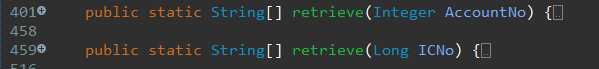 401 public static String[] retrieve(Integer AccountNo) {
458
459 public static String[] retrieve(Long ICNo) {
516